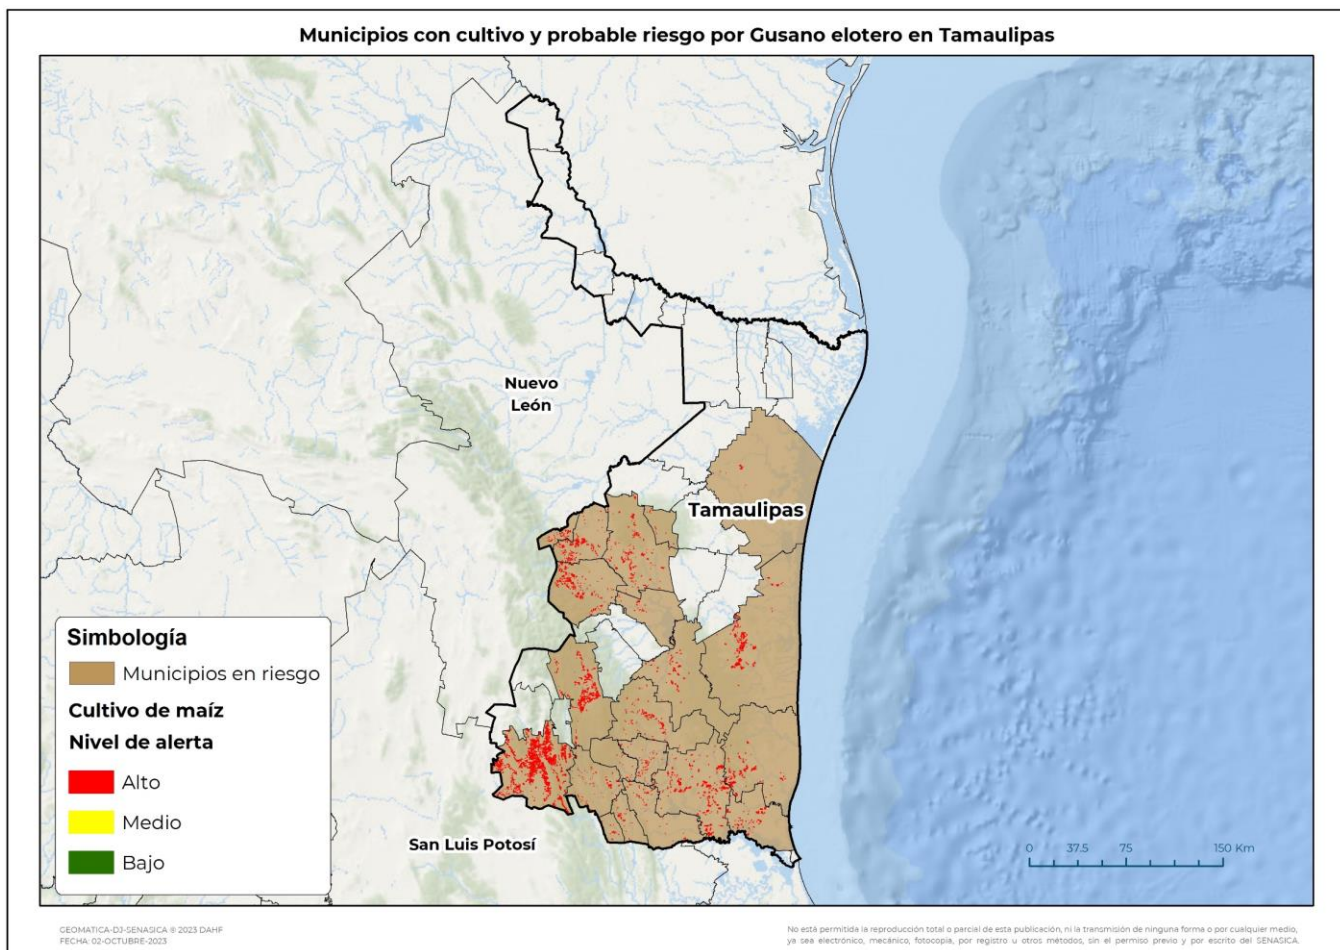 Municipios con cultivo y probable riesgo por Gusano elotero en Tamaulipas
Nuevo
León
Tamaulipas
Simbología
Municipios en riesgo
Cultivo de maíz
Nivel de alerta
Alto
Medio
Bajo
San Luis Potosí
0 37.5 75 150 Km
GEOMATICA-DJ-SENASICA ® 2023 DAHF
FECHA: 02-OCTUBRE-2023
No está permitida la reproducción total o parcial de esta publicación, ni la transmisión de ninguna forma o por cualquier medio,
ya sea electrónico, mecánico, fotocopia, por registro u otros métodos, sin el permiso previo y por escrito del SENASICA.